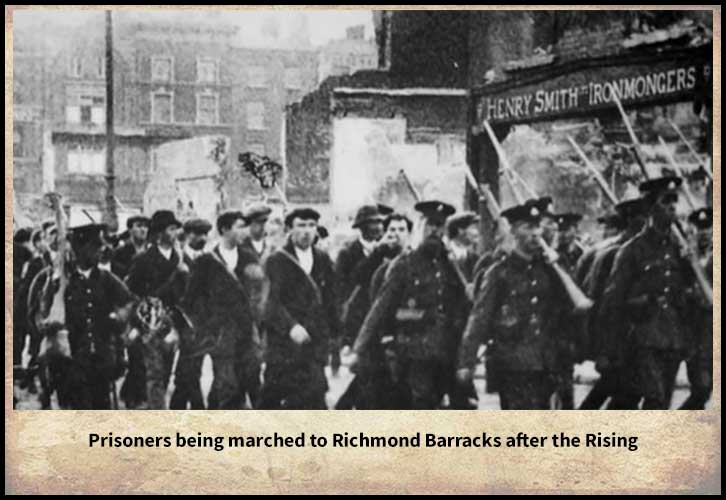 HENRY SMITH IRONMONGERS
Prisoners being marched to Richmond Barracks after the Rising